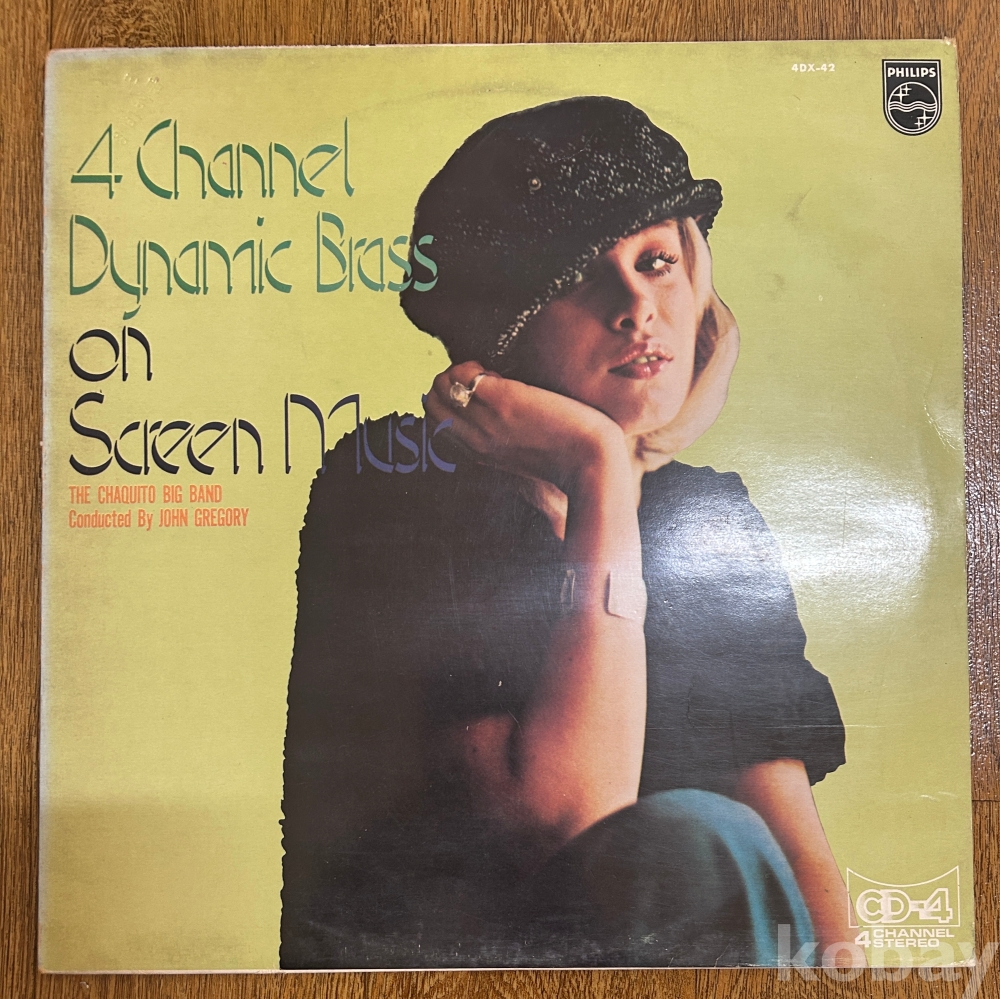 4DX-42
PHILIPS
4 Channel
Dynamic Brass
on
Screen Music
THE CHAQUITO BIG BAND
Conducted By JOHN GREGORY
CD-4
4 CHANNEL
STEREO
kobay